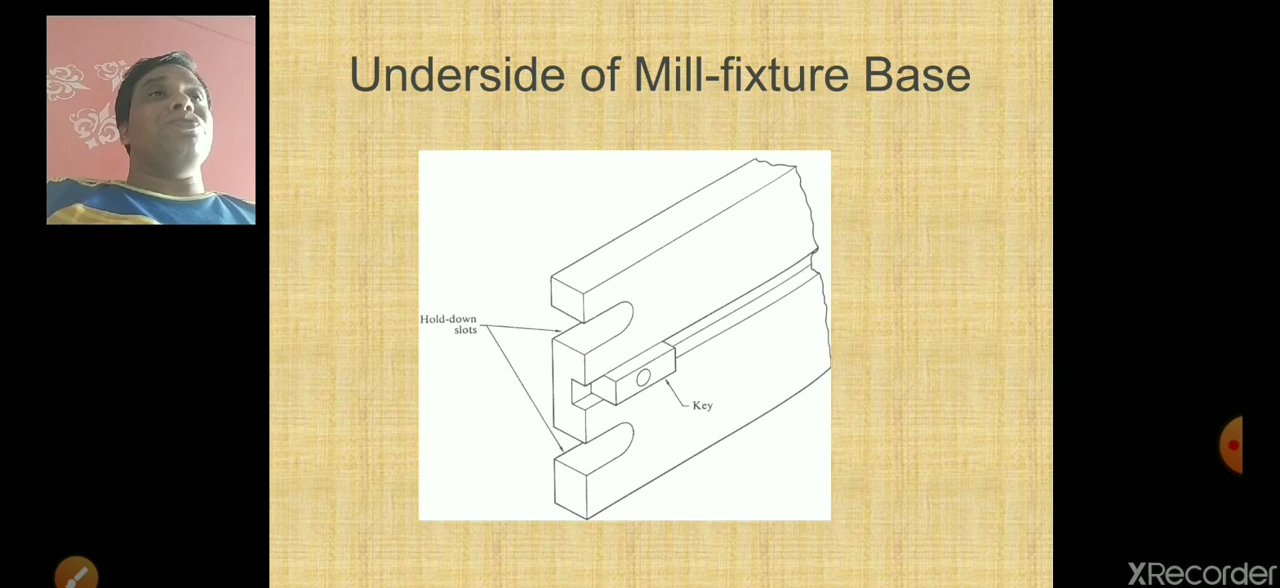 Underside of Mill-fixture Base
Hold-down
slots
Key
XRecorder